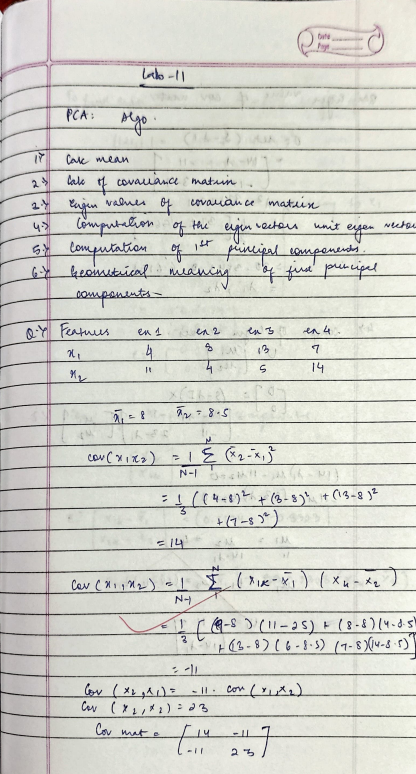 Date
Page
Lab-11
PCA: Algo.
1) Calc mean
2) Calc of covariance matrix.
3) Eigen values of covariance matrix
4) Computation of the eigen vectors unit eigen vecto
5) Computation of 1st principal components.
6) Geometrical meaning of first principal
components -
Q.) Features ex 1 ex 2 ex 3 ex 4.
x₁ 4 8 13 7
x₂ 11 4 5 14
x̄₁ = 8 x̄₂ = 8.5
cov(x₁x₂) = 1/N-1 Σ (x₂-x̄₁)²
= 1/3 ((4-8)² + (8-8)² + (13-8)²
+(7-8)²)
= 14
Cov (x₁,x₂) = 1/N-1 Σ (x₁ₖ-x̄₁) (xₖ-x̄₂)
= 1/3 [(4-8) (11-25) + (8-8)(4-8.5)
+(13-8) (6-8.5) (7-8)(14-8.5)]
= -11
Cov (x₂,x₁) = -11. cov(x₁,x₂)
Cov (x₂,x₂) = 23
Cov mat = [14 -11
-11 23]